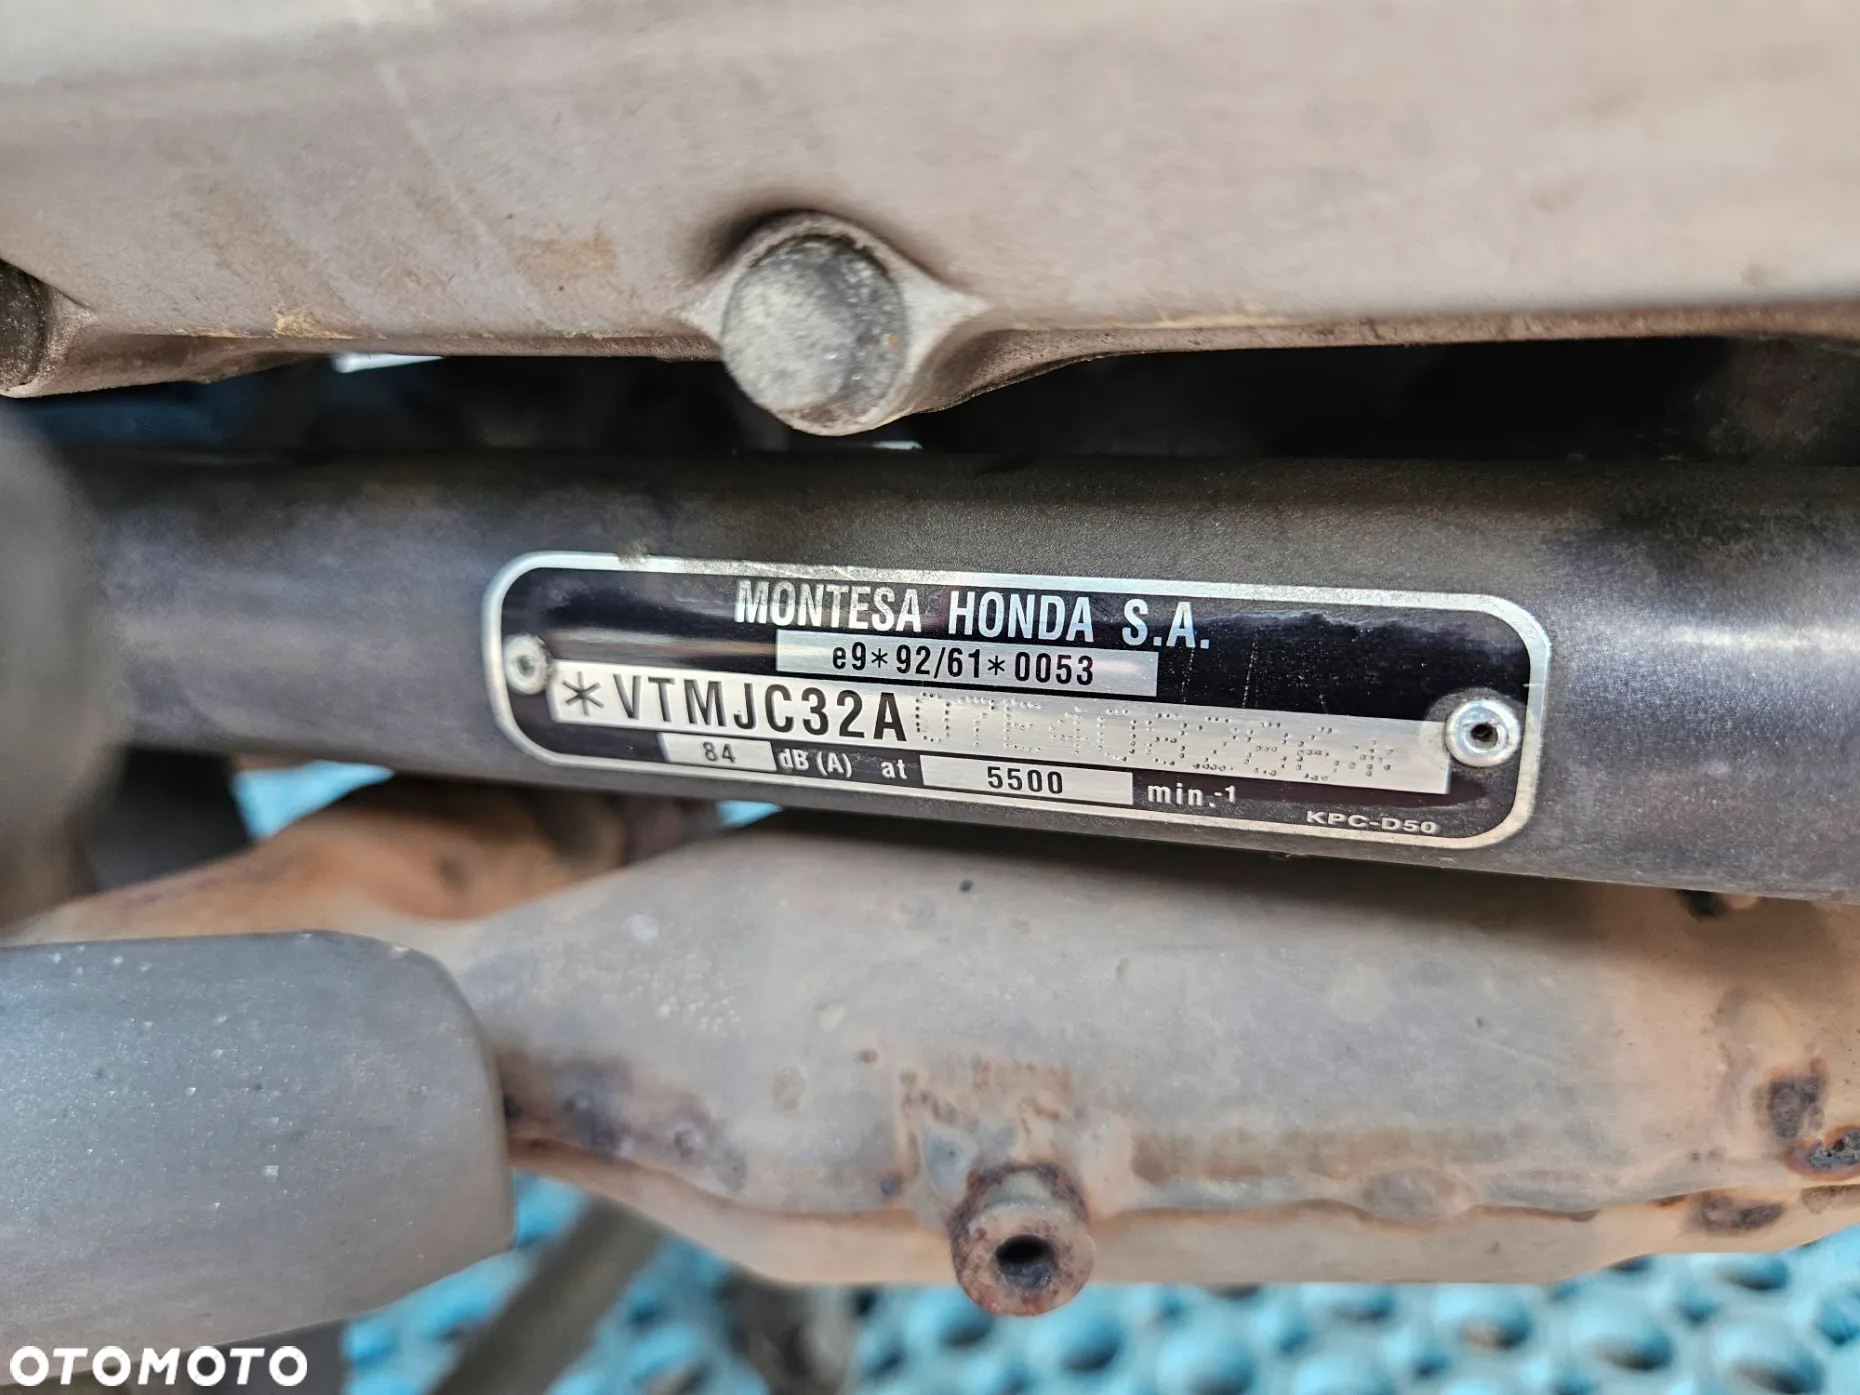 MONTESA HONDA S.A.
e9*92/61*0053
*VTMJC32A
84 dB (A) at 5500 min.-1
KPC-D50
OTOMOTO